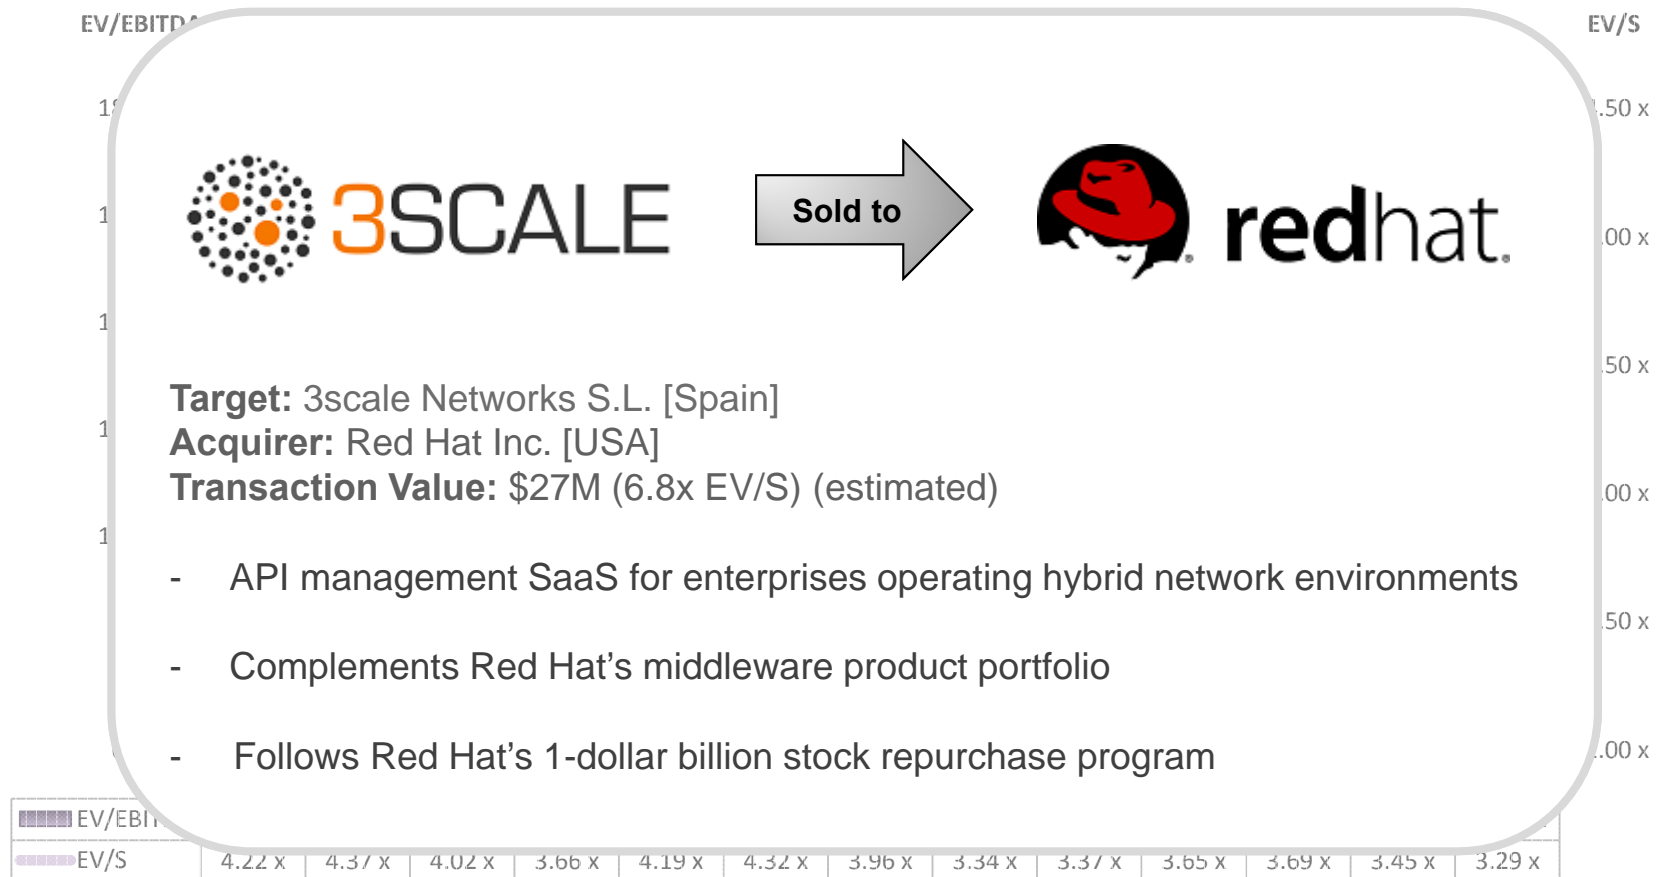 EV/EBITDA
EV/S
.50 x
3SCALE
Sold to
redhat.
.00 x
.50 x
Target: 3scale Networks S.L. [Spain]
Acquirer: Red Hat Inc. [USA]
Transaction Value: $27M (6.8x EV/S) (estimated)
.00 x
- API management SaaS for enterprises operating hybrid network environments
.50 x
- Complements Red Hat’s middleware product portfolio
- Follows Red Hat’s 1-dollar billion stock repurchase program
.00 x
EV/EBIT
EV/S 4.22 x 4.37 x 4.02 x 3.66 x 4.19 x 4.32 x 3.96 x 3.34 x 3.37 x 3.65 x 3.69 x 3.45 x 3.29 x